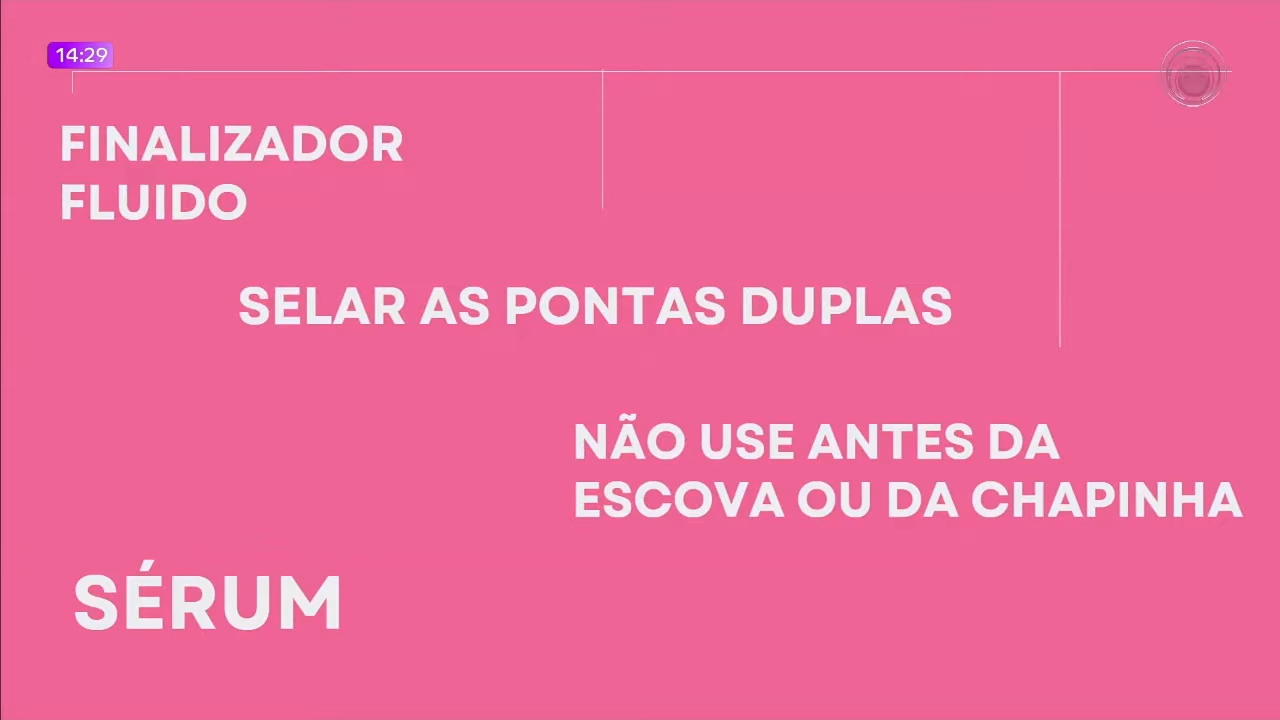 14:29
FINALIZADOR
FLUIDO
SELAR AS PONTAS DUPLAS
NÃO USE ANTES DA
ESCOVA OU DA CHAPINHA
SÉRUM